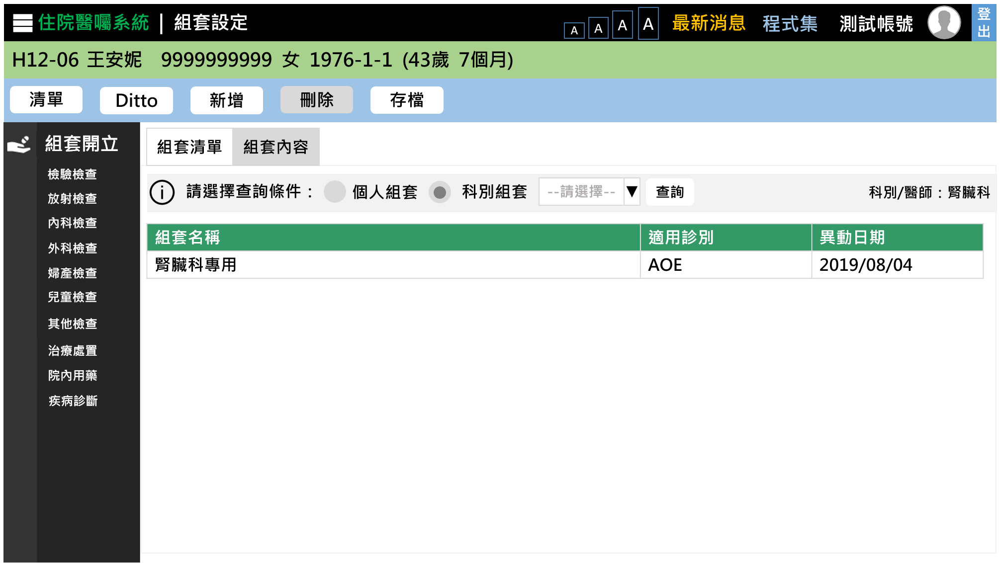 住院醫囑系統 | 組套設定 A A A A 最新消息 程式集 測試帳號 登出
H12-06 王安妮 9999999999 女 1976-1-1 (43歲 7個月)
清單 Ditto 新增 刪除 存檔
組套開立
檢驗檢查
放射檢查
內科檢查
外科檢查
婦產檢查
兒童檢查
其他檢查
治療處置
院內用藥
疾病診斷
組套清單 組套內容
請選擇查詢條件： 個人組套 科別組套 --請選擇-- ▼ 查詢 科別/醫師：腎臟科
組套名稱 適用診別 異動日期
腎臟科專用 AOE 2019/08/04